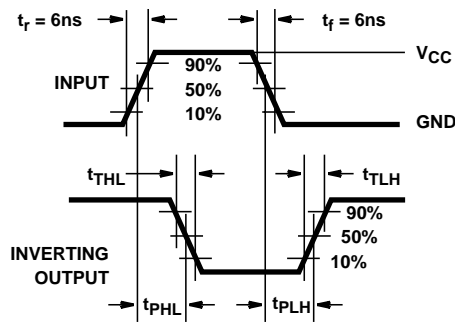 tr = 6ns
tf = 6ns
VCC
90%
INPUT
50%
10%
GND
tTHL
tTLH
90%
50%
INVERTING
OUTPUT
10%
tPHL
tPLH